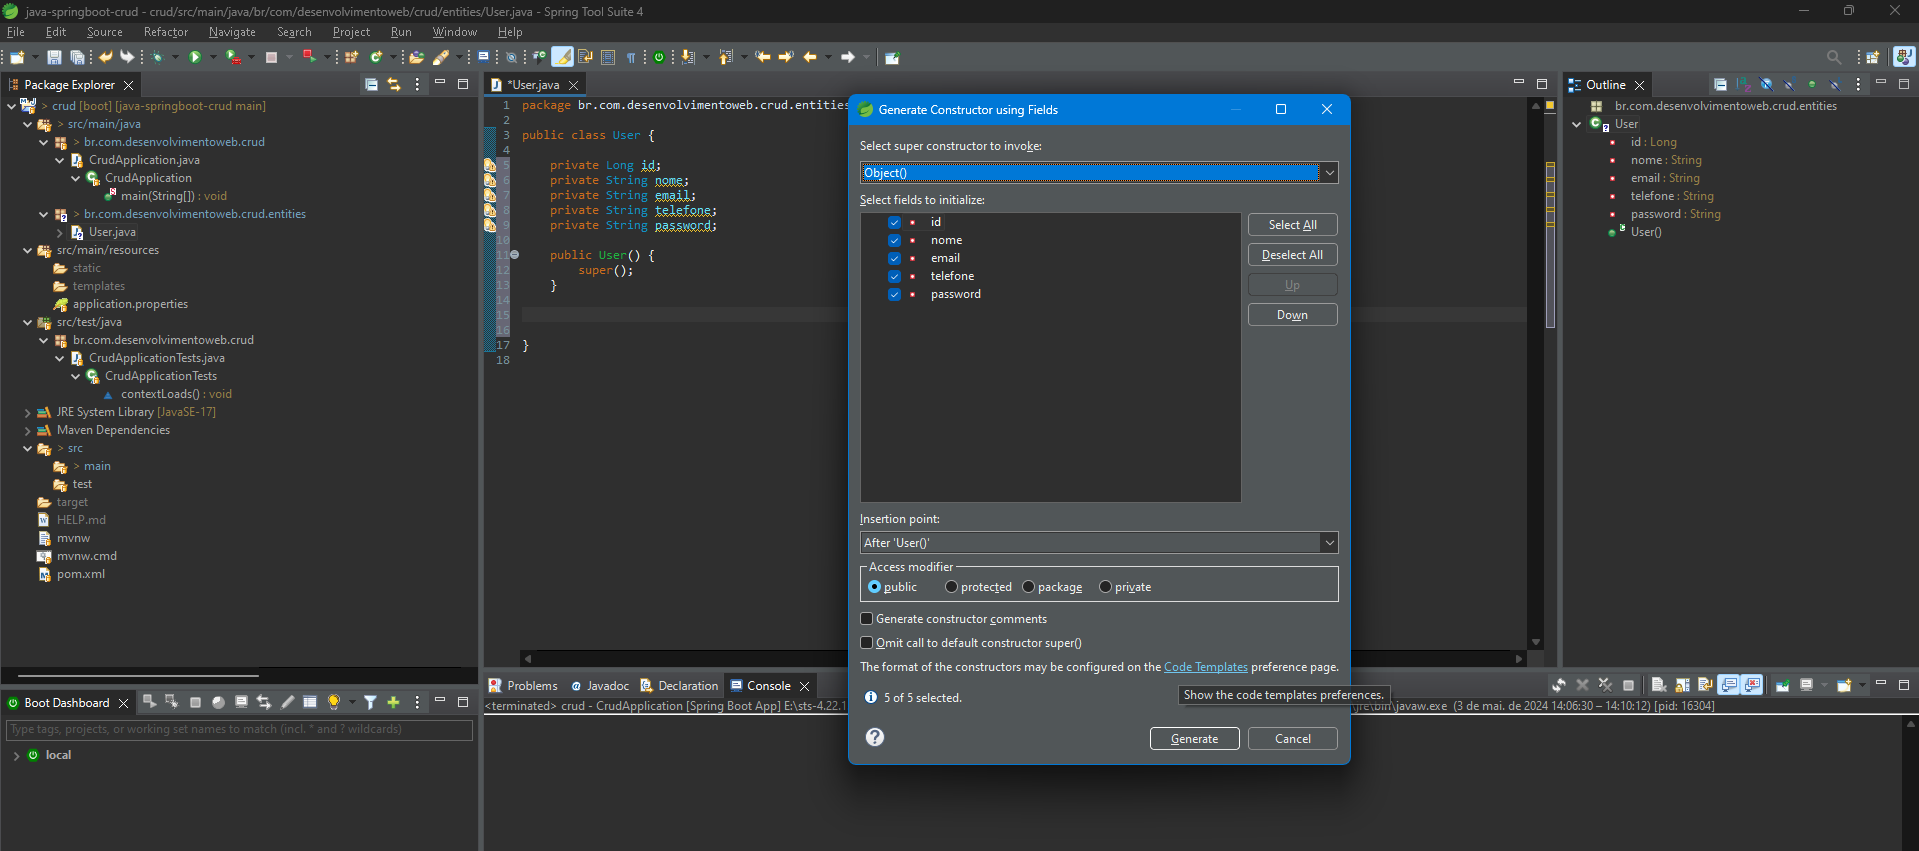 java-springboot-crud - crud/src/main/java/br/com/desenvolvimentoweb/crud/entities/User.java - Spring Tool Suite 4
File Edit Source Refactor Navigate Search Project Run Window Help
Package Explorer
> crud [boot] [java-springboot-crud main]
> src/main/java
> br.com.desenvolvimentoweb.crud
CrudApplication.java
CrudApplication
main(String[]) : void
> br.com.desenvolvimentoweb.crud.entities
User.java
src/main/resources
static
templates
application.properties
src/test/java
br.com.desenvolvimentoweb.crud
CrudApplicationTests.java
CrudApplicationTests
contextLoads() : void
JRE System Library [JavaSE-17]
Maven Dependencies
> src
> main
test
target
HELP.md
mvnw
mvnw.cmd
pom.xml
Boot Dashboard
Type tags, projects, or working set names to match (incl. * and ? wildcards)
local
*User.java
1 package br.com.desenvolvimentoweb.crud.entities
2
3 public class User {
4
5 private Long id;
6 private String nome;
7 private String email;
8 private String telefone;
9 private String password;
10
11 public User() {
12 super();
13 }
14
15
16
17 }
18
Generate Constructor using Fields
Select super constructor to invoke:
Object()
Select fields to initialize:
id
nome
email
telefone
password
Select All
Deselect All
Up
Down
Insertion point:
After 'User()'
Access modifier
public protected package private
Generate constructor comments
Omit call to default constructor super()
The format of the constructors may be configured on the Code Templates preference page.
Show the code templates preferences.
5 of 5 selected.
Generate Cancel
Outline
br.com.desenvolvimentoweb.crud.entities
User
id : Long
nome : String
email : String
telefone : String
password : String
User()
Problems Javadoc Declaration Console
<terminated> crud - CrudApplication [Spring Boot App] E:\sts-4.22.1 \jre\bin\javaw.exe (3 de mai. de 2024 14:06:30 – 14:10:12) [pid: 16304]